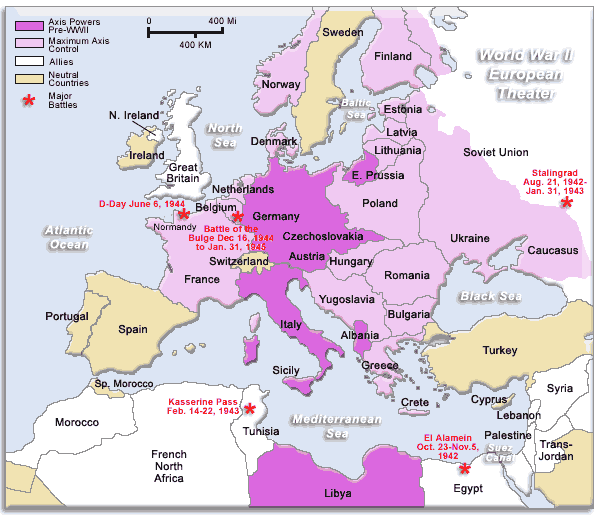 Axis Powers
Pre-WWII
Maximum Axis
Control
Allies
Neutral
Countries
Major
Battles
0
400 Mi
400 KM
World War II
European
Theater
Sweden
Finland
Norway
Baltic
Sea
Estonia
Latvia
Lithuania
Soviet Union
N. Ireland
Ireland
North
Sea
Denmark
Great
Britain
E. Prussia
Stalingrad
Aug. 21, 1942-
Jan. 31, 1943
Netherlands
D-Day June 6, 1944
Belgium
Germany
Poland
Normandy
Battle of the
Bulge Dec 16, 1944
to Jan. 31, 1945
Czechoslovakia
Ukraine
Atlantic
Ocean
Switzerland
Austria
Hungary
Caucasus
France
Romania
Yugoslavia
Black Sea
Bulgaria
Portugal
Spain
Italy
Albania
Turkey
Greece
Sicily
Sp. Morocco
Crete
Cyprus
Syria
Kasserine Pass
Feb. 14-22, 1943
Lebanon
Morocco
Tunisia
Mediterranean
Sea
Palestine
El Alamein
Oct. 23-Nov.5,
1942
Suez
Canal
Trans-
Jordan
French
North
Africa
Libya
Egypt